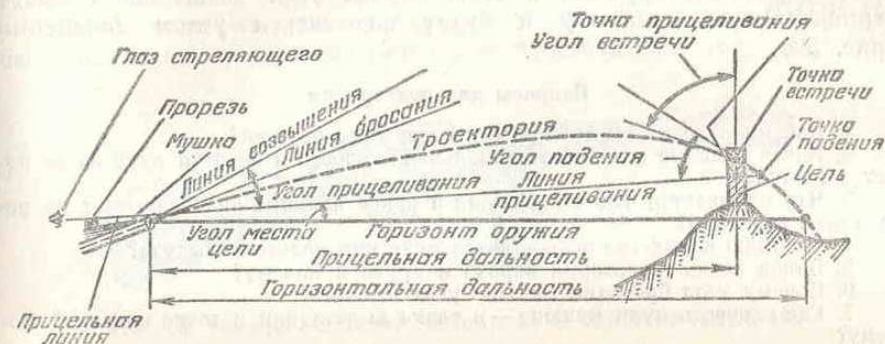 Точка прицеливания
Угол встречи
Глаз стреляющего
Точка
встречи
Прорезь
Мушка
Линия возвышения
Линия бросания
Траектория
Точка
падения
Угол падения
Цель
Угол прицеливания
Линия
прицеливания
Угол места
цели
Горизонт оружия
Прицельная дальность
Горизонтальная дальность
Прицельная
линия